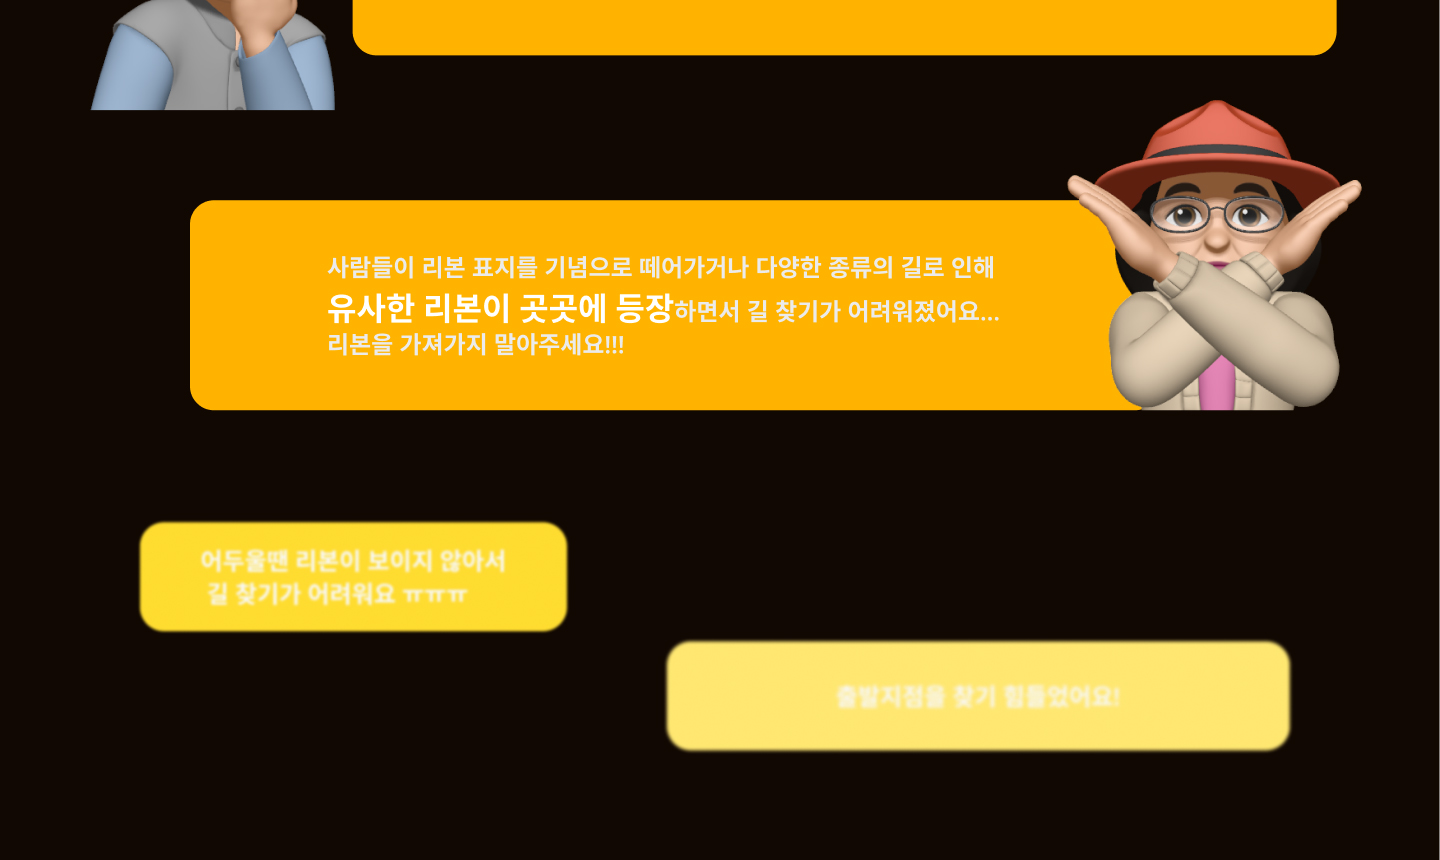 사람들이 리본 표지를 기념으로 떼어가거나 다양한 종류의 길로 인해
유사한 리본이 곳곳에 등장하면서 길 찾기가 어려워졌어요...
리본을 가져가지 말아주세요!!!
어두울땐 리본이 보이지 않아서
길 찾기가 어려워요 ㅠㅠㅠ
출발지점을 찾기 힘들었어요!